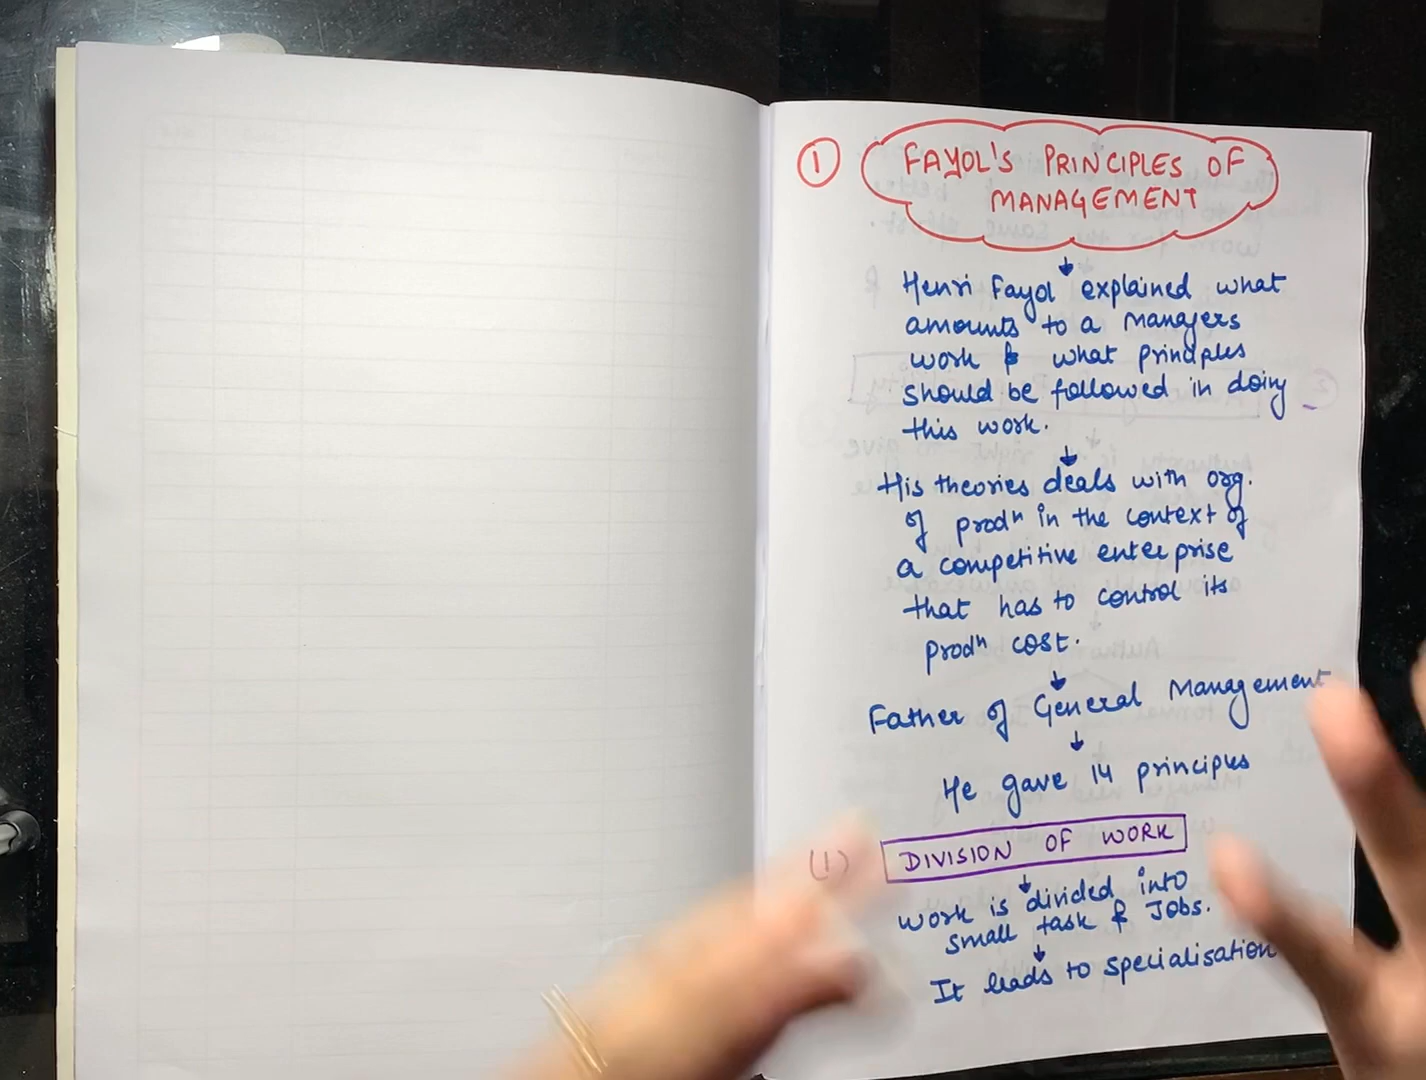 1 FAYOL'S PRINCIPLES OF
MANAGEMENT
Henri Fayol explained what
amounts to a managers
work & what principles
should be followed in doing
this work.
His theories deals with org.
of prodⁿ in the context of
a competitive enterprise
that has to control its
prodⁿ cost.
Father of General Management
He gave 14 principles
(1) DIVISION OF WORK
work is divided into
small task & Jobs.
It leads to specialisation